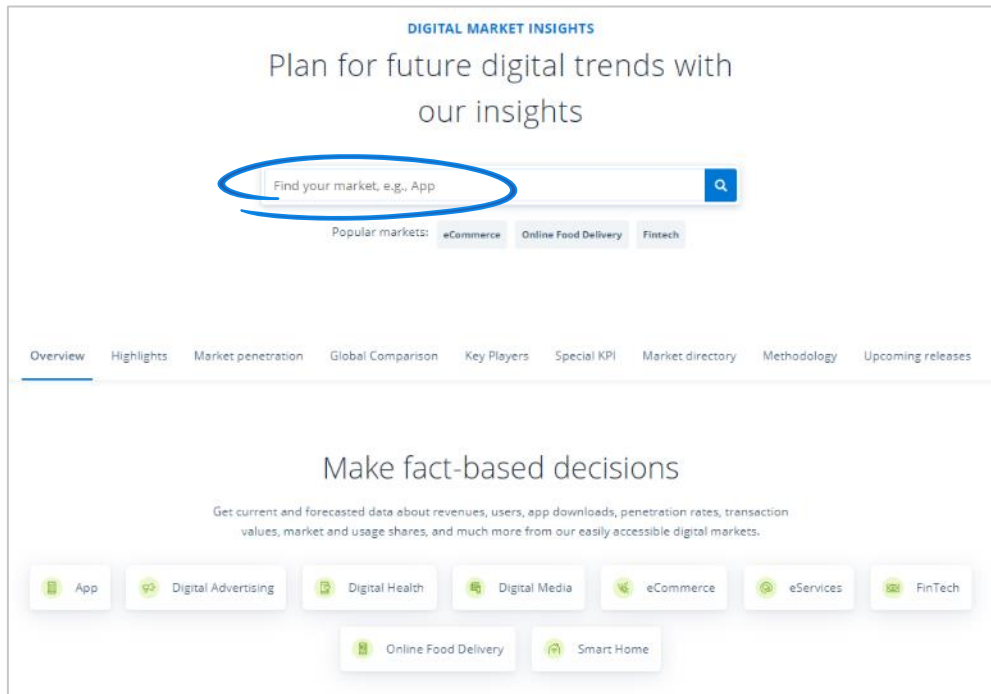 DIGITAL MARKET INSIGHTS
Plan for future digital trends with
our insights
Find your market, e.g., App
Popular markets: eCommerce Online Food Delivery Fintech
Overview Highlights Market penetration Global Comparison Key Players Special KPI Market directory Methodology Upcoming releases
Make fact-based decisions
Get current and forecasted data about revenues, users, app downloads, penetration rates, transaction
values, market and usage shares, and much more from our easily accessible digital markets.
App Digital Advertising Digital Health Digital Media eCommerce eServices FinTech
Online Food Delivery Smart Home